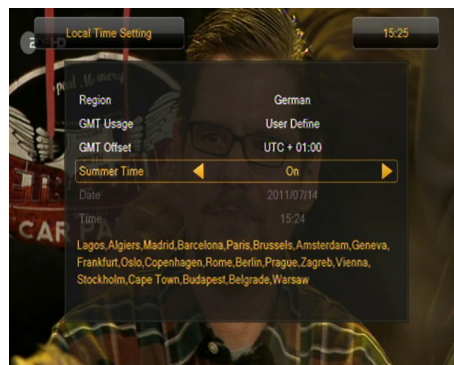 Local Time Setting
15:25
Region German
GMT Usage User Define
GMT Offset UTC + 01:00
Summer Time On
Date 2011/07/14
Time 15:24
Lagos,Algiers,Madrid,Barcelona,Paris,Brussels,Amsterdam,Geneva,
Frankfurt,Oslo,Copenhagen,Rome,Berlin,Prague,Zagreb,Vienna,
Stockholm,Cape Town,Budapest,Belgrade,Warsaw
CAR PA